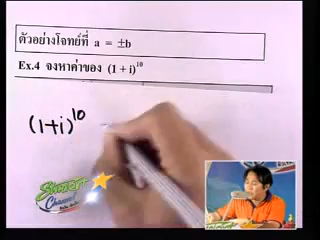 ตัวอย่างโจทย์ที่ a = ±b
Ex.4 จงหาค่าของ (1 + i)¹⁰
(1+i)¹⁰
Channel